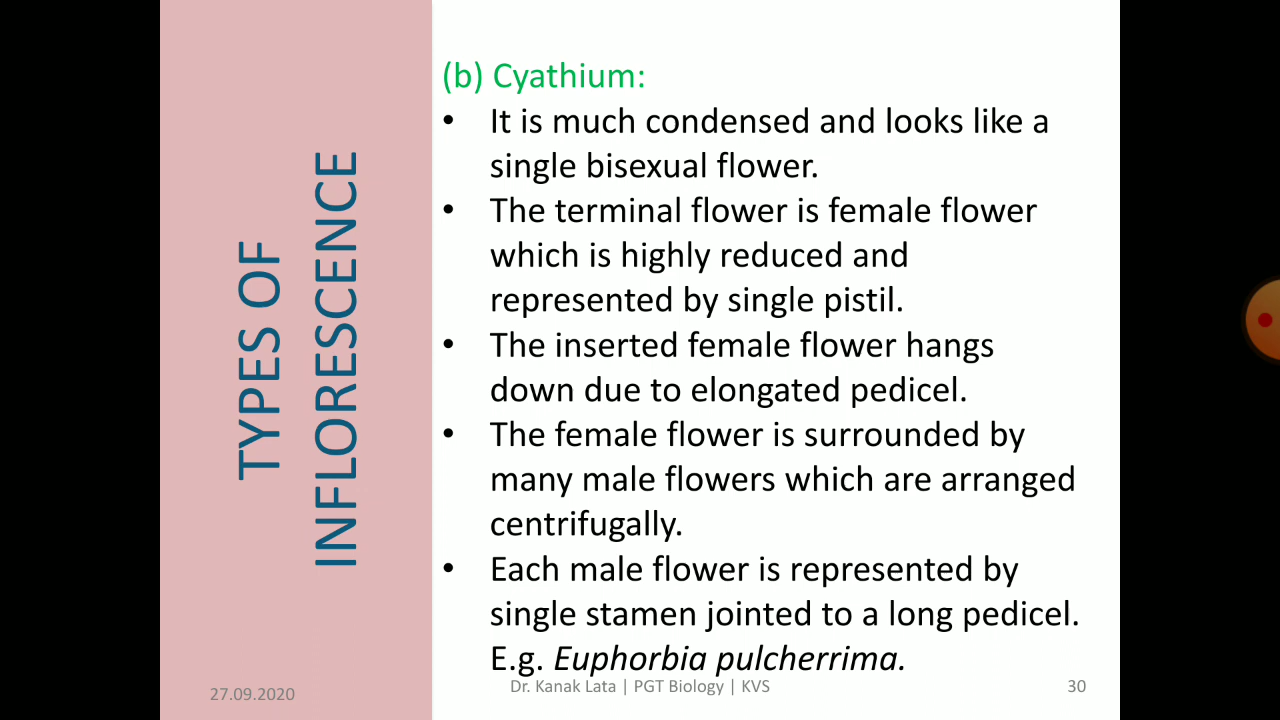 TYPES OF
INFLORESCENCE
(b) Cyathium:
• It is much condensed and looks like a
single bisexual flower.
• The terminal flower is female flower
which is highly reduced and
represented by single pistil.
• The inserted female flower hangs
down due to elongated pedicel.
• The female flower is surrounded by
many male flowers which are arranged
centrifugally.
• Each male flower is represented by
single stamen jointed to a long pedicel.
E.g. Euphorbia pulcherrima.
27.09.2020
Dr. Kanak Lata | PGT Biology | KVS
30